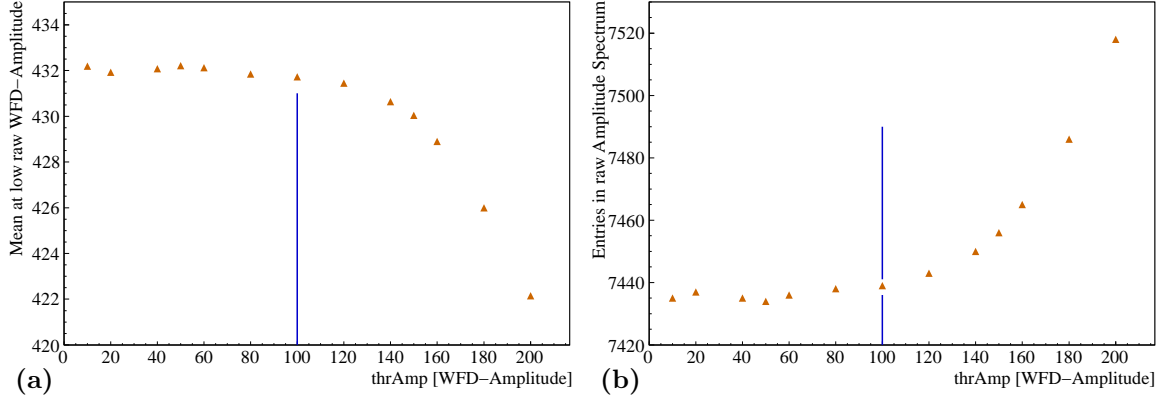 Mean at low raw WFD−Amplitude
434
432
430
428
426
424
422
420
0 20 40 60 80 100 120 140 160 180 200
thrAmp [WFD−Amplitude]
(a)
Entries in raw Amplitude Spectrum
7520
7500
7480
7460
7440
7420
0 20 40 60 80 100 120 140 160 180 200
thrAmp [WFD−Amplitude]
(b)